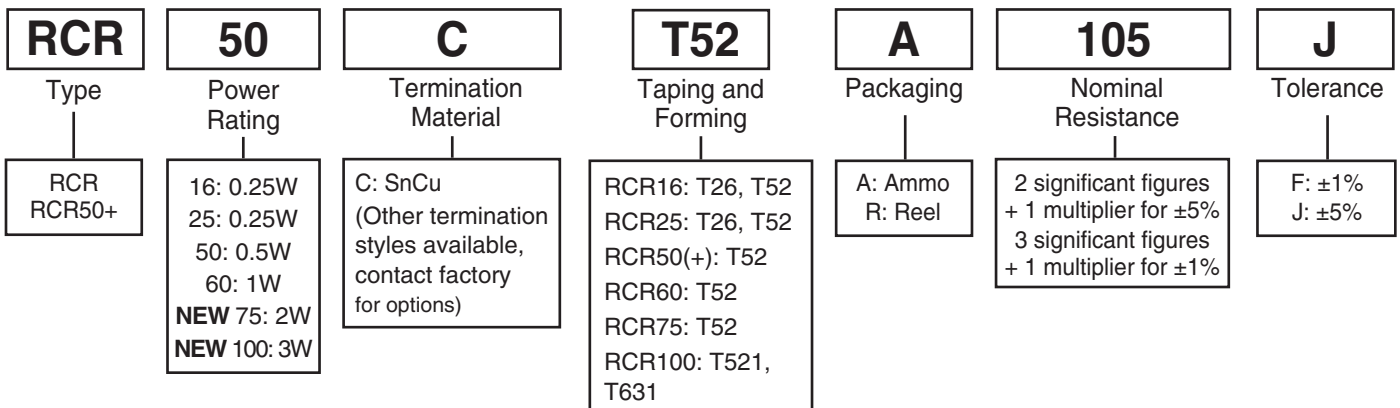 RCR 50 C T52 A 105 J
Type
Power
Rating
Termination
Material
Taping and
Forming
Packaging
Nominal
Resistance
Tolerance
RCR
RCR50+
16: 0.25W
25: 0.25W
50: 0.5W
60: 1W
NEW 75: 2W
NEW 100: 3W
C: SnCu
(Other termination
styles available,
contact factory
for options)
RCR16: T26, T52
RCR25: T26, T52
RCR50(+): T52
RCR60: T52
RCR75: T52
RCR100: T521,
T631
A: Ammo
R: Reel
2 significant figures
+ 1 multiplier for ±5%
3 significant figures
+ 1 multiplier for ±1%
F: ±1%
J: ±5%